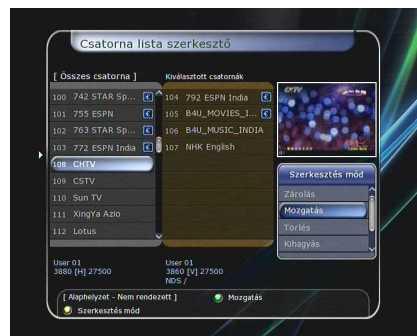 Csatorna lista szerkesztő
[ Összes csatorna ]
Kiválasztott csatornák
100 742 STAR Sp... €
101 755 ESPN €
102 763 STAR Sp... €
103 772 ESPN India €
108 CHTV
109 CSTV
110 Sun TV
111 XingYa Azio
112 Lotus
104 792 ESPN India €
105 B4U_MOVIES_I... €
106 B4U_MUSIC_INDIA
107 NHK English
Szerkesztés mód
Zárolás
Mozgatás
Törlés
Kihagyás
User 01
3880 [H] 27500
User 01
3860 [V] 27500
NDS /
[ Alaphelyzet - Nem rendezett ]
Mozgatás
Szerkesztés mód